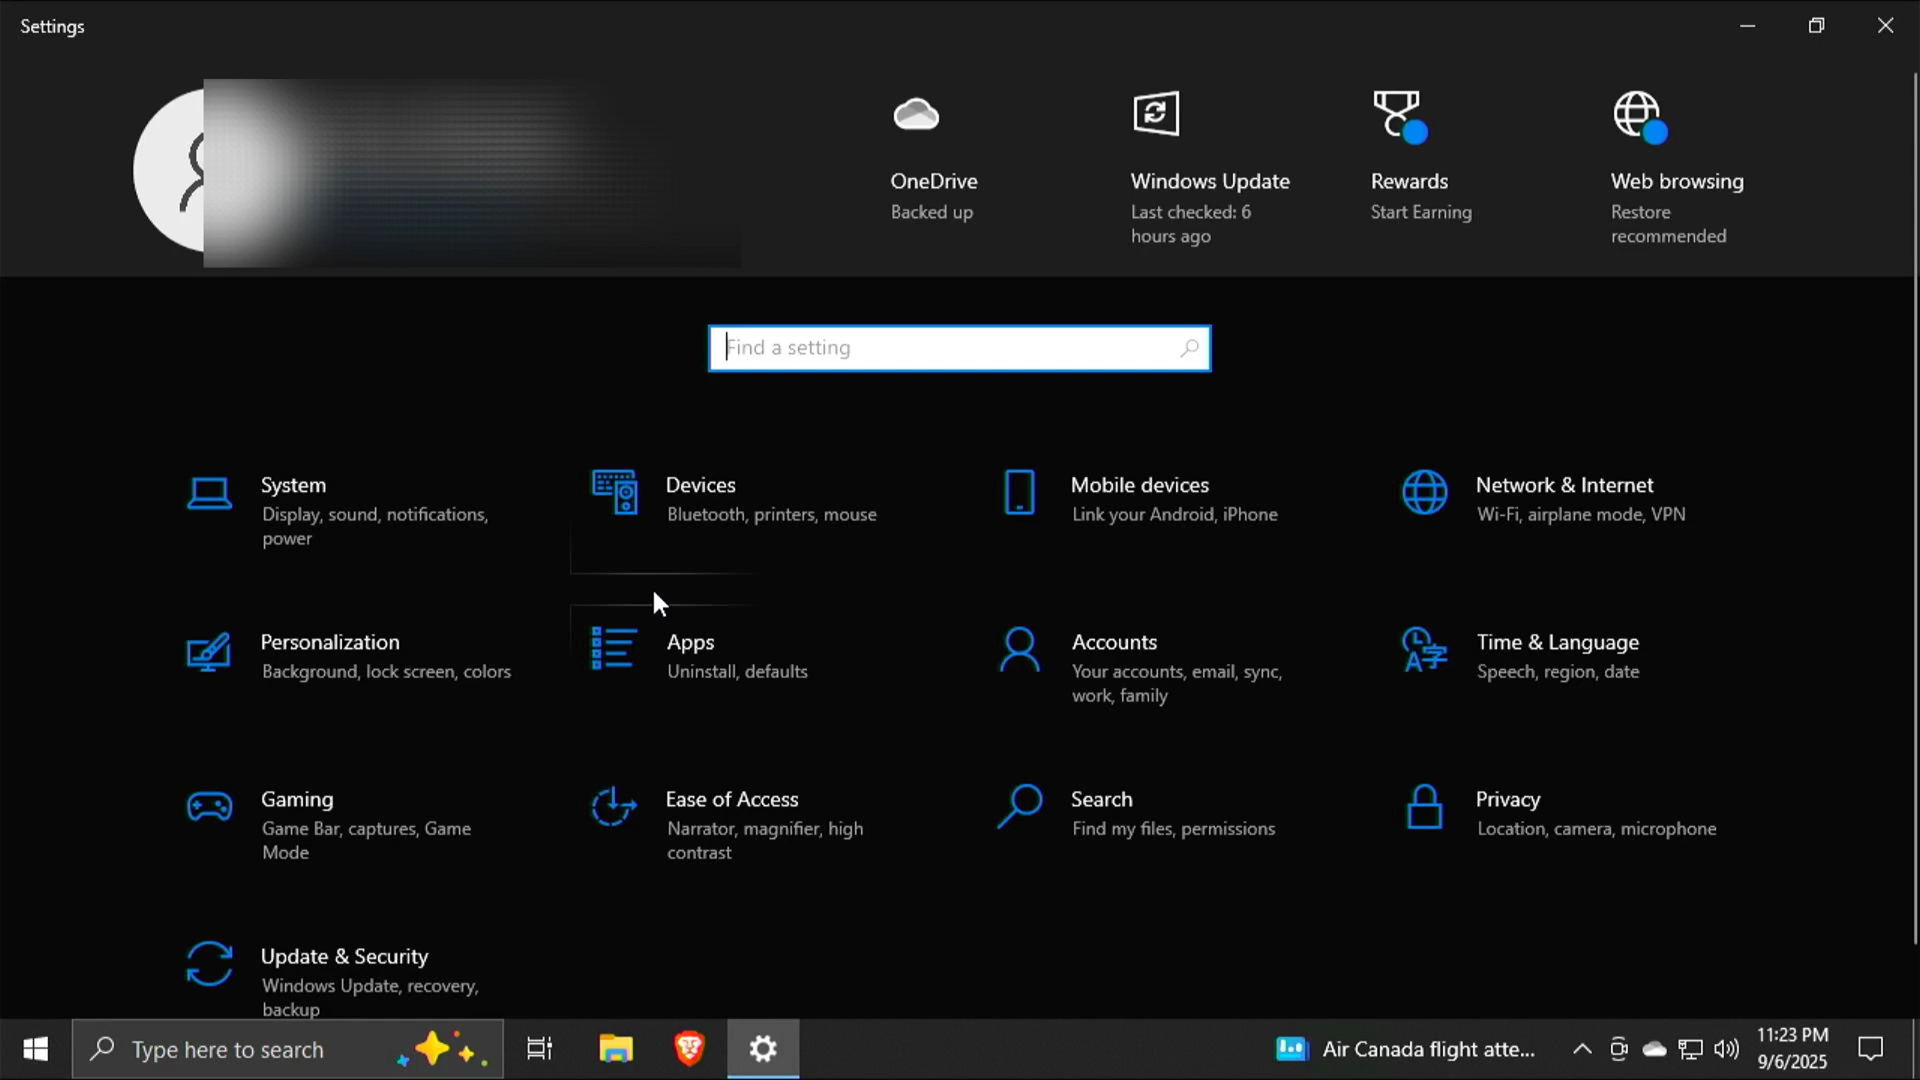 Settings
OneDrive
Backed up
Windows Update
Last checked: 6
hours ago
Rewards
Start Earning
Web browsing
Restore
recommended
Find a setting
System
Display, sound, notifications,
power
Devices
Bluetooth, printers, mouse
Mobile devices
Link your Android, iPhone
Network & Internet
Wi-Fi, airplane mode, VPN
Personalization
Background, lock screen, colors
Apps
Uninstall, defaults
Accounts
Your accounts, email, sync,
work, family
Time & Language
Speech, region, date
Gaming
Game Bar, captures, Game
Mode
Ease of Access
Narrator, magnifier, high
contrast
Search
Find my files, permissions
Privacy
Location, camera, microphone
Update & Security
Windows Update, recovery,
backup
Type here to search
Air Canada flight atte...
11:23 PM
9/6/2025